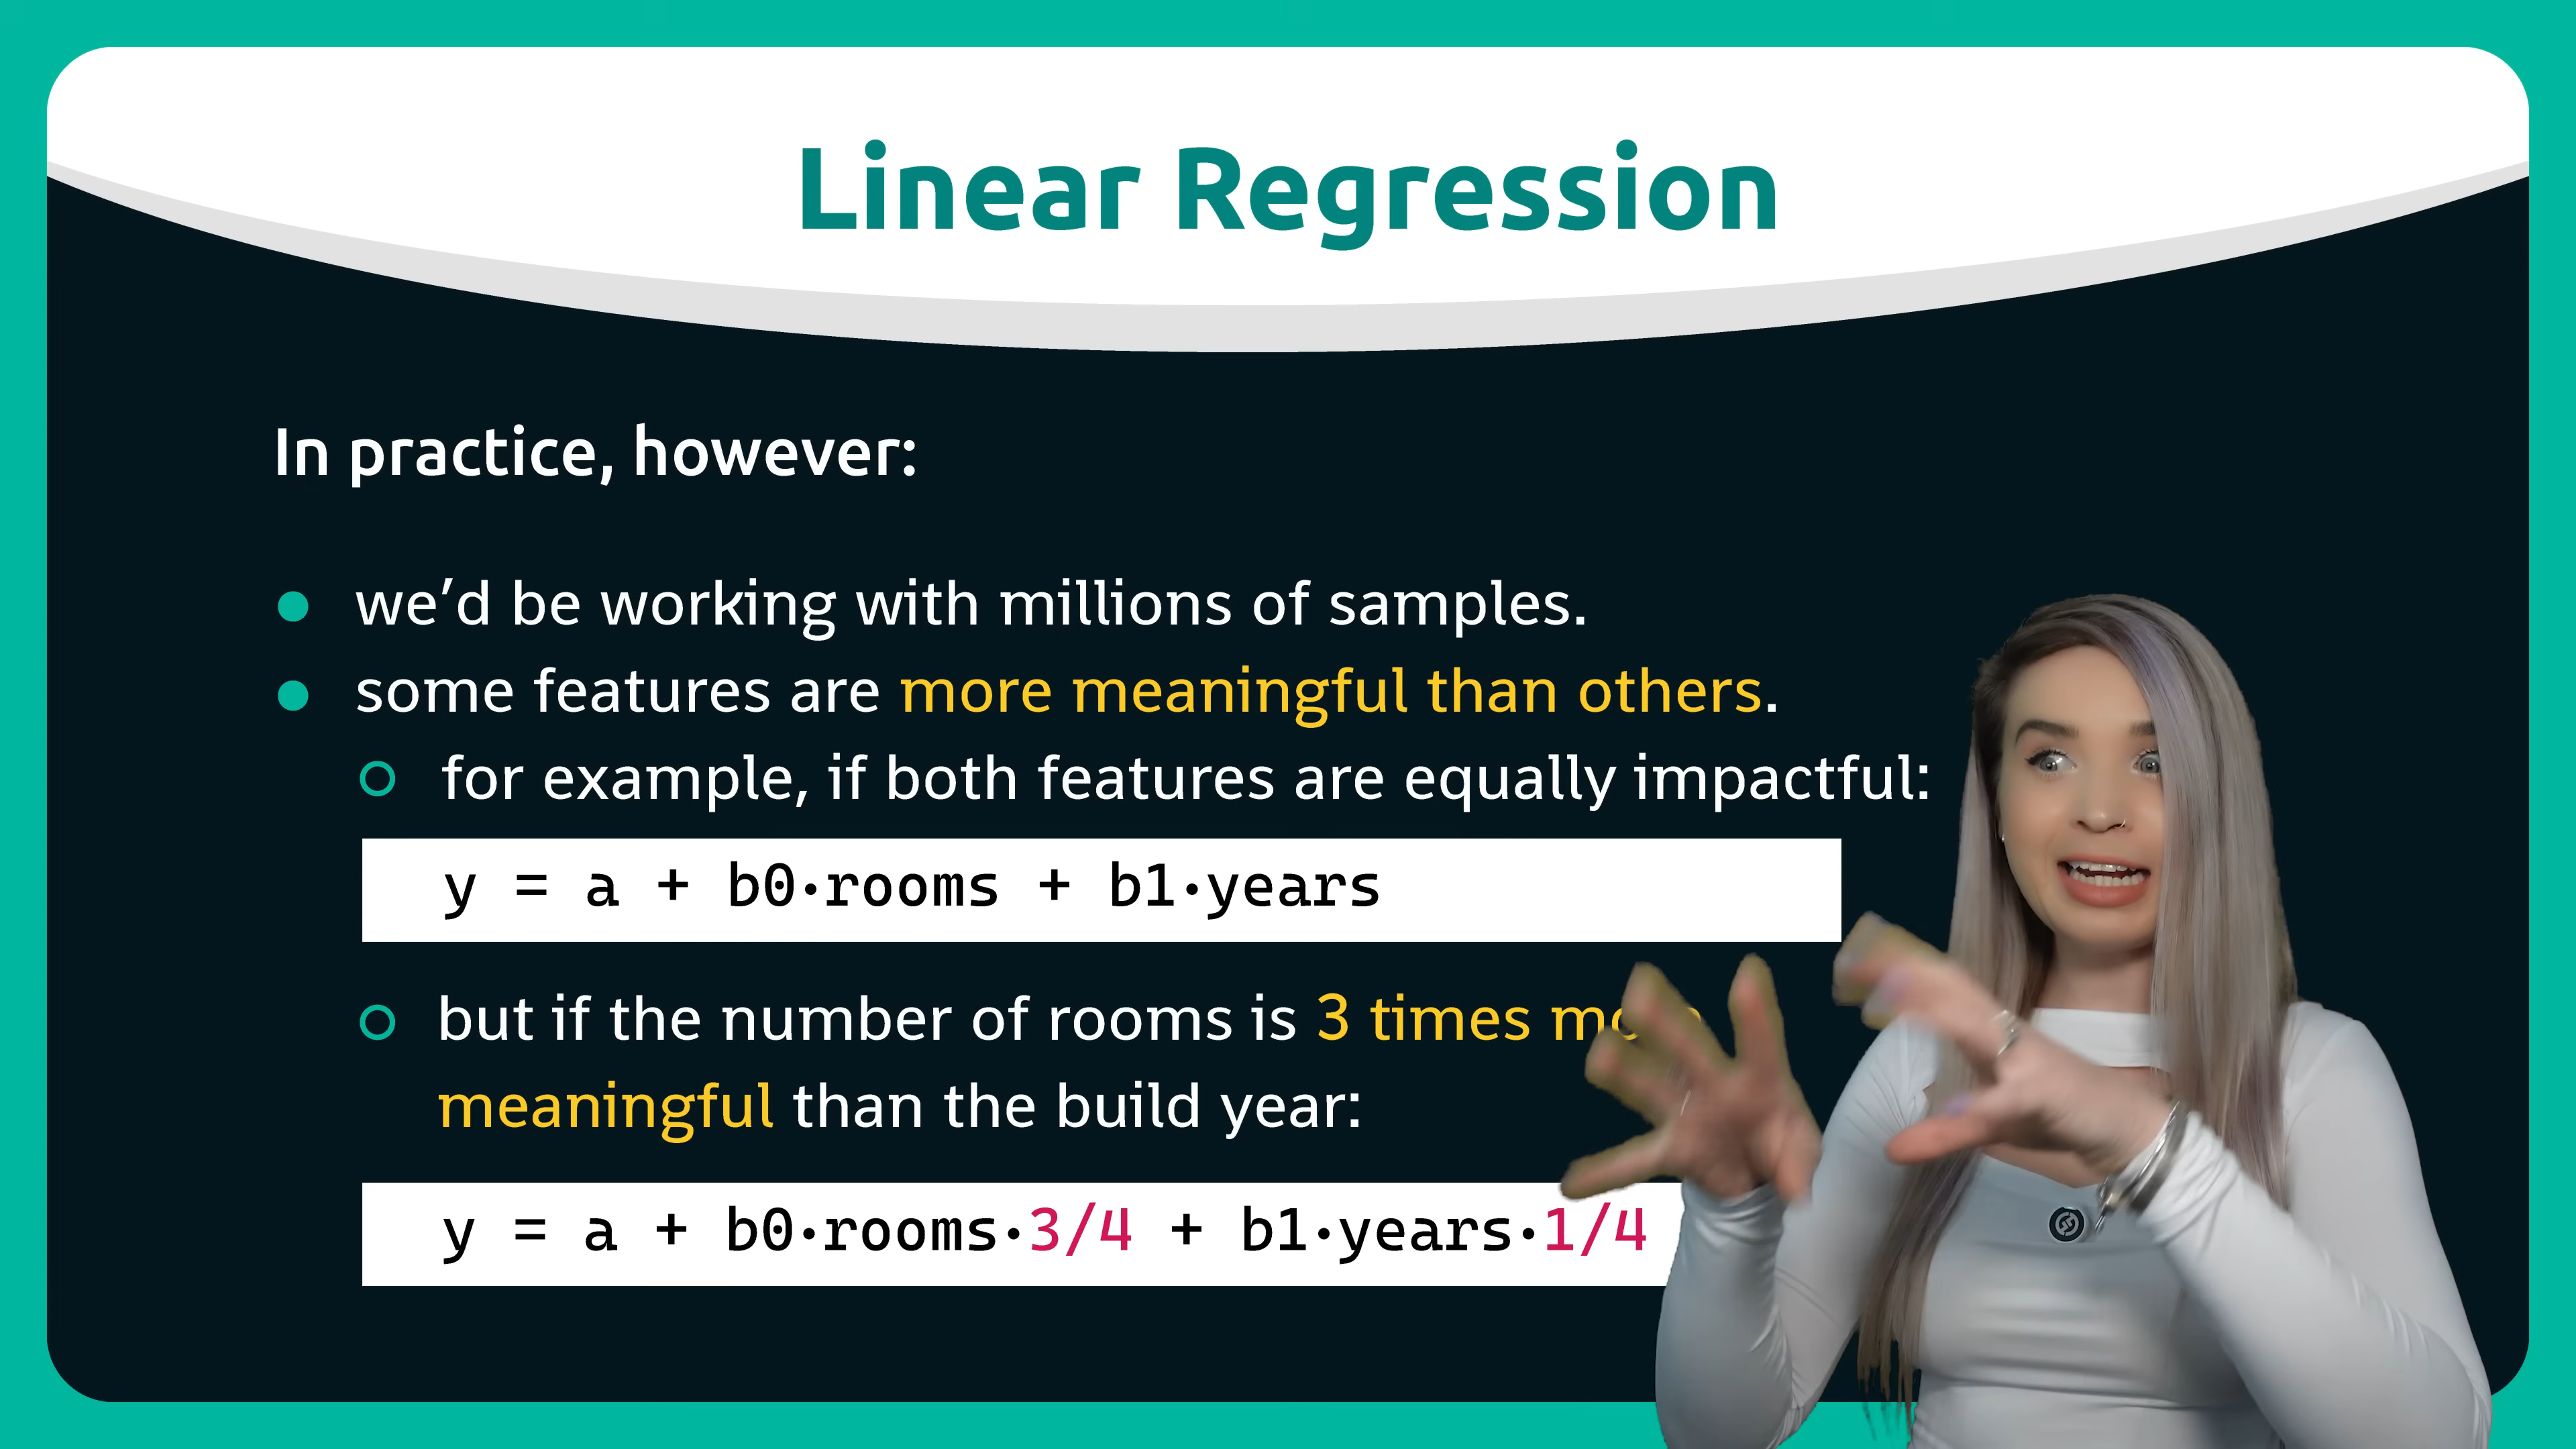 Linear Regression
In practice, however:
we’d be working with millions of samples.
some features are more meaningful than others.
for example, if both features are equally impactful:
y = a + b0·rooms + b1·years
but if the number of rooms is 3 times more
meaningful than the build year:
y = a + b0·rooms·3/4 + b1·years·1/4